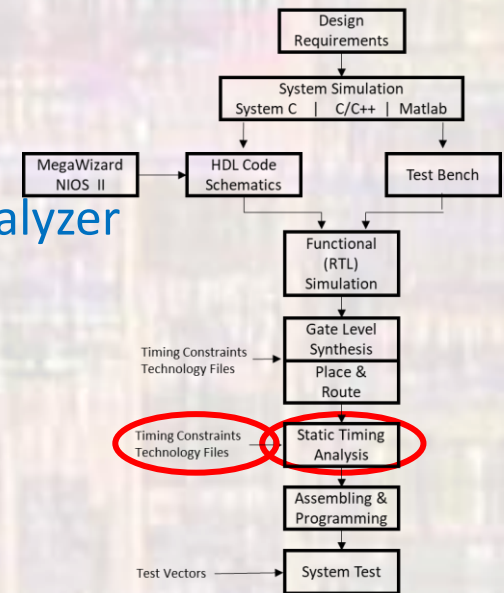 Design
Requirements
System Simulation
System C | C/C++ | Matlab
MegaWizard
NIOS II
HDL Code
Schematics
Test Bench
alyzer
Functional
(RTL)
Simulation
Gate Level
Synthesis
Timing Constraints
Technology Files
Place &
Route
Timing Constraints
Technology Files
Static Timing
Analysis
Assembling &
Programming
Test Vectors
System Test